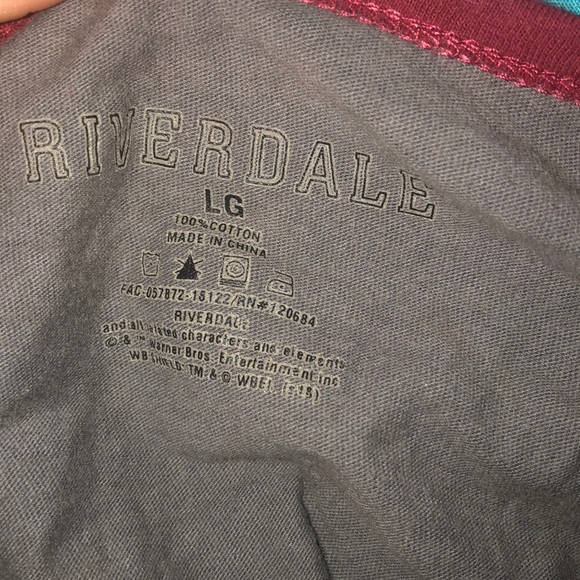 RIVERDALE
LG
100% COTTON
MADE IN CHINA
FAC-057872-18122/RN#120684
RIVERDALE
and all related characters and elements
© & ™ Warner Bros. Entertainment Inc
WB SHIELD: TM & © WBEI. (s18)